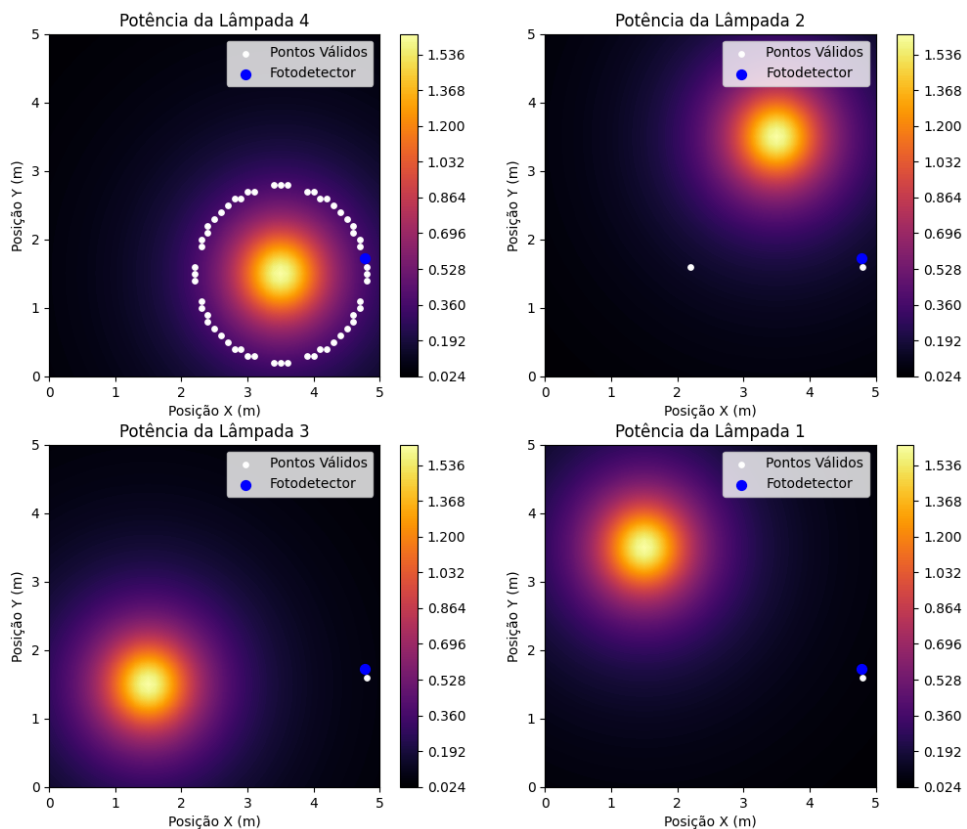 Potência da Lâmpada 4
Pontos Válidos
Fotodetector
Posição Y (m)
5
4
3
2
1
0
0 1 2 3 4 5
Posição X (m)
1.536
1.368
1.200
1.032
0.864
0.696
0.528
0.360
0.192
0.024
Potência da Lâmpada 2
Pontos Válidos
Fotodetector
Posição Y (m)
5
4
3
2
1
0
0 1 2 3 4 5
Posição X (m)
1.536
1.368
1.200
1.032
0.864
0.696
0.528
0.360
0.192
0.024
Potência da Lâmpada 3
Pontos Válidos
Fotodetector
Posição Y (m)
5
4
3
2
1
0
0 1 2 3 4 5
Posição X (m)
1.536
1.368
1.200
1.032
0.864
0.696
0.528
0.360
0.192
0.024
Potência da Lâmpada 1
Pontos Válidos
Fotodetector
Posição Y (m)
5
4
3
2
1
0
0 1 2 3 4 5
Posição X (m)
1.536
1.368
1.200
1.032
0.864
0.696
0.528
0.360
0.192
0.024